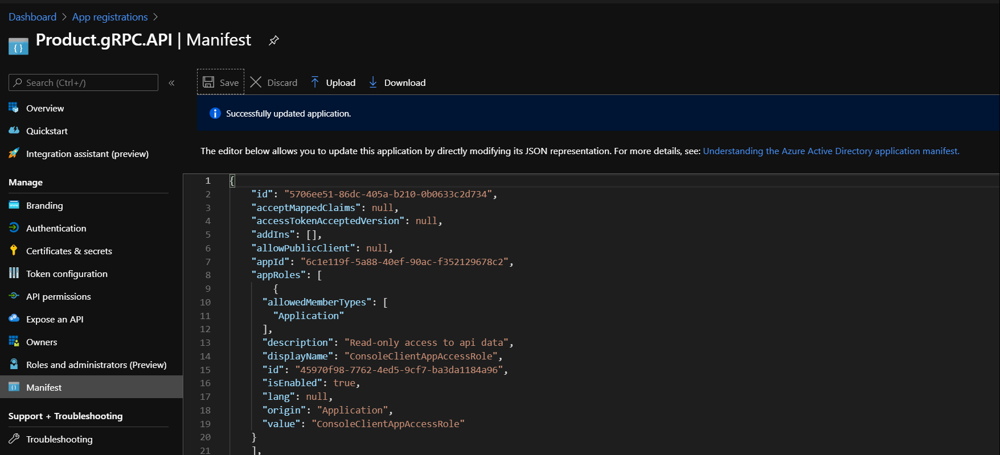 Dashboard > App registrations >
Product.gRPC.API | Manifest
Search (Ctrl+/)
«
Overview
Quickstart
Integration assistant (preview)
Manage
Branding
Authentication
Certificates & secrets
Token configuration
API permissions
Expose an API
Owners
Roles and administrators (Preview)
Manifest
Support + Troubleshooting
Troubleshooting
Save Discard Upload Download
Successfully updated application.
The editor below allows you to update this application by directly modifying its JSON representation. For more details, see: Understanding the Azure Active Directory application manifest.
1 {
2 "id": "5706ee51-86dc-405a-b210-0b0633c2d734",
3 "acceptMappedClaims": null,
4 "accessTokenAcceptedVersion": null,
5 "addIns": [],
6 "allowPublicClient": null,
7 "appId": "6c1e119f-5a88-40ef-90ac-f352129678c2",
8 "appRoles": [
9 {
10 "allowedMemberTypes": [
11 "Application"
12 ],
13 "description": "Read-only access to api data",
14 "displayName": "ConsoleClientAppAccessRole",
15 "id": "45970f98-7762-4ed5-9cf7-ba3da1184a96",
16 "isEnabled": true,
17 "lang": null,
18 "origin": "Application",
19 "value": "ConsoleClientAppAccessRole"
20 }
21 ],